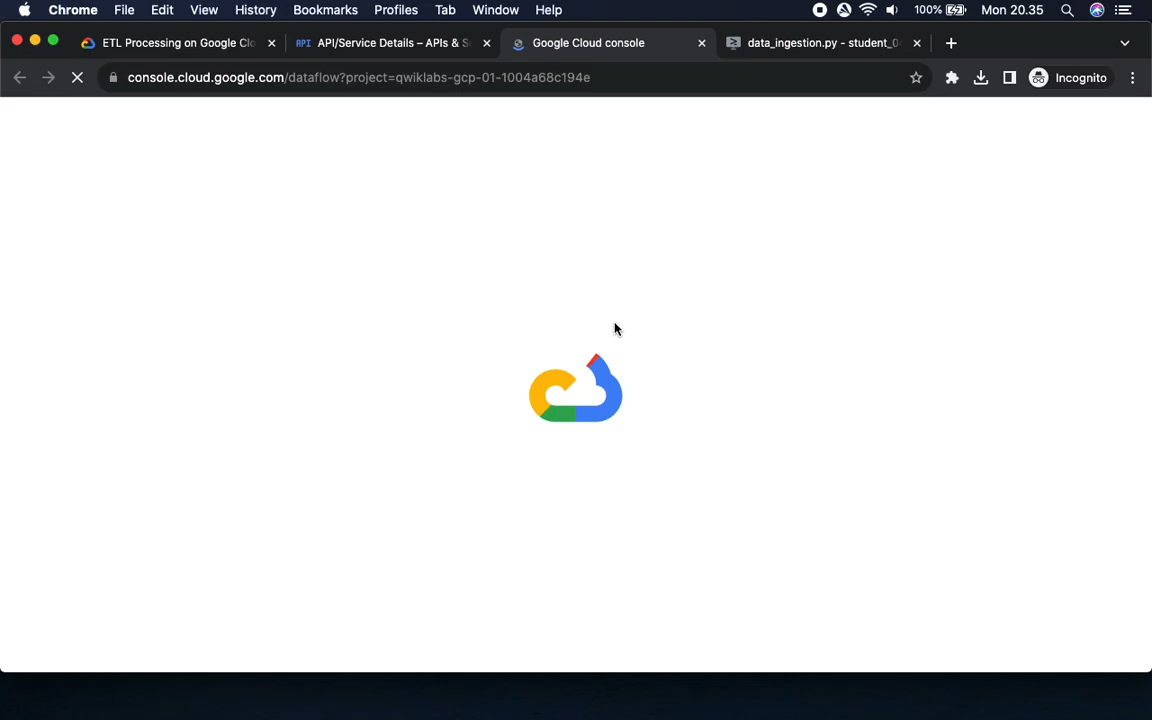 Chrome File Edit View History Bookmarks Profiles Tab Window Help 100% Mon 20.35
ETL Processing on Google Clo API API/Service Details – APIs & S Google Cloud console data_ingestion.py - student_0
console.cloud.google.com/dataflow?project=qwiklabs-gcp-01-1004a68c194e Incognito